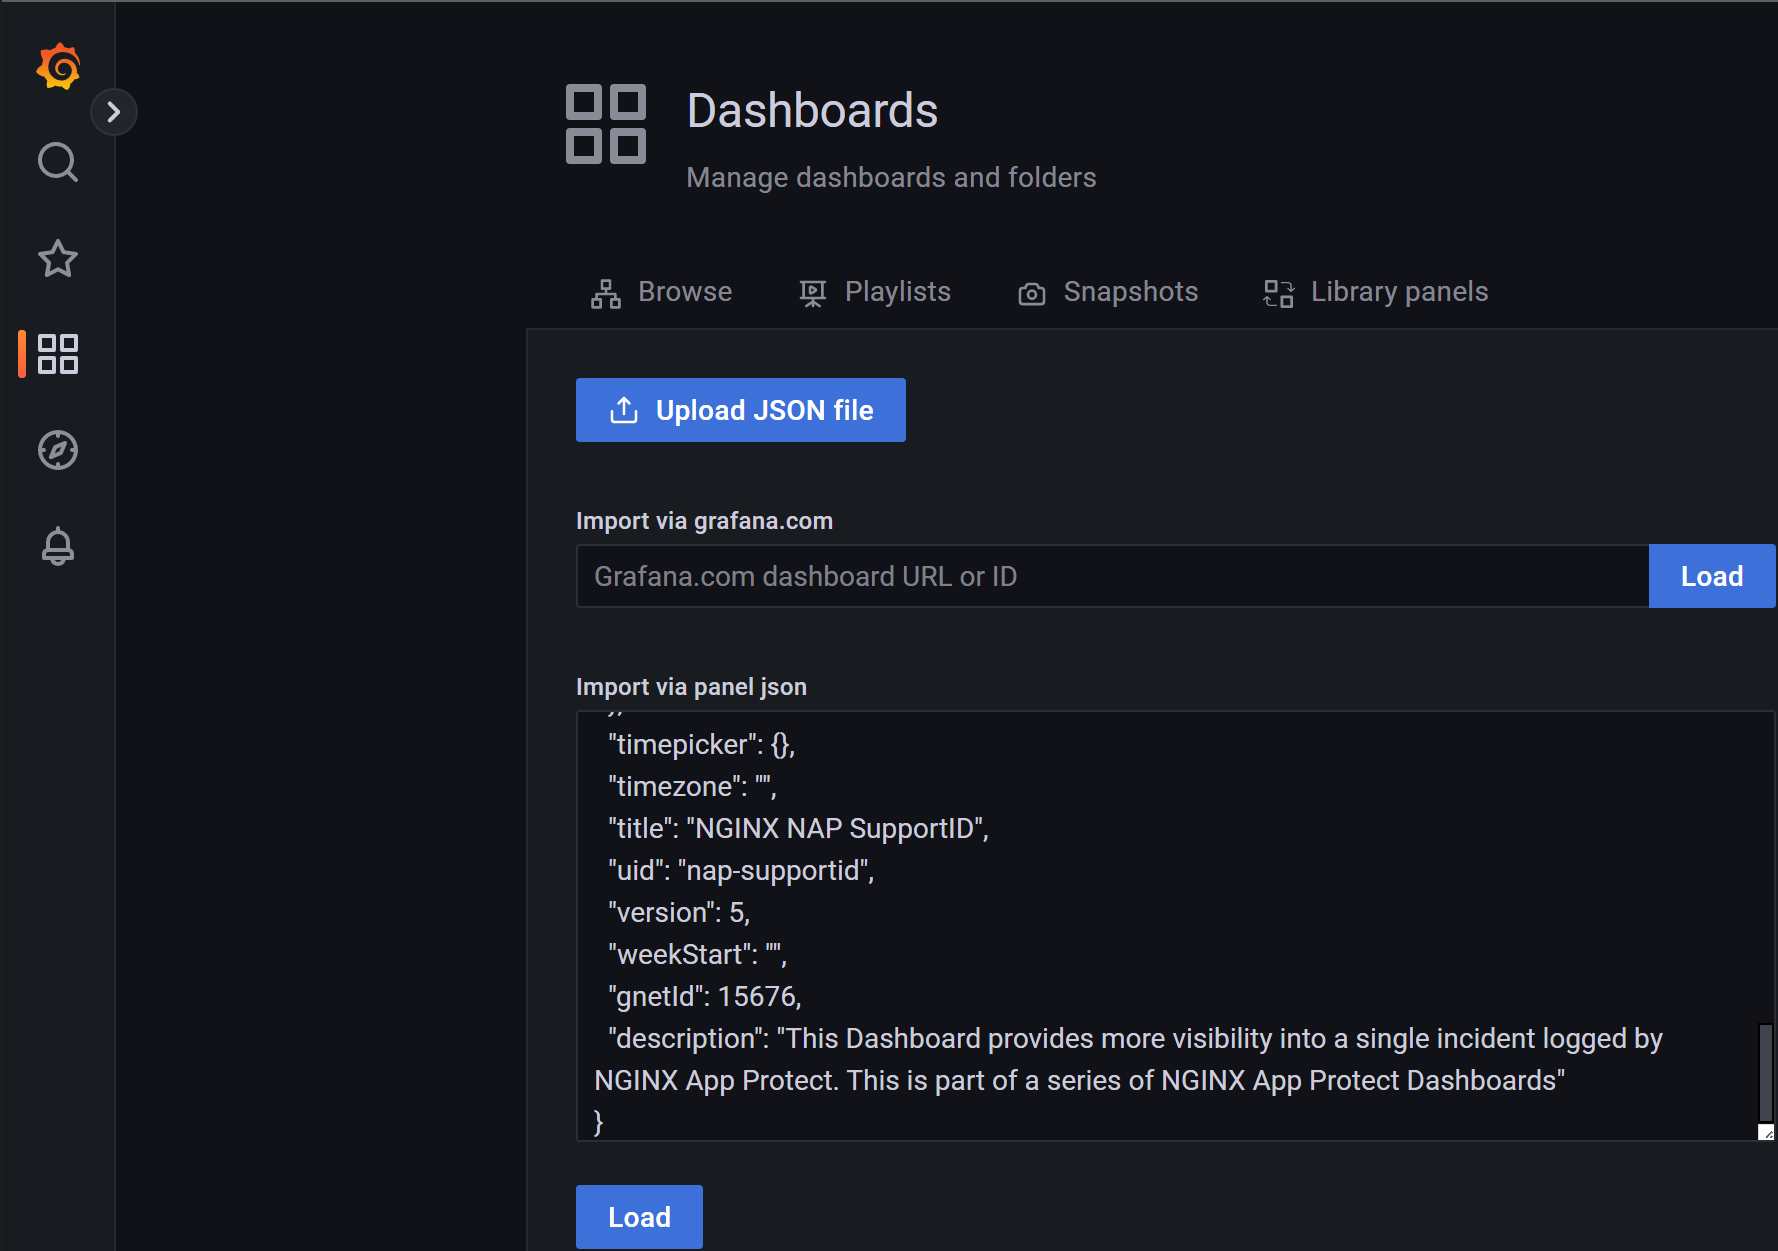 Dashboards
Manage dashboards and folders
Browse
Playlists
Snapshots
Library panels
Upload JSON file
Import via grafana.com
Grafana.com dashboard URL or ID
Load
Import via panel json
},
"timepicker": {},
"timezone": "",
"title": "NGINX NAP SupportID",
"uid": "nap-supportid",
"version": 5,
"weekStart": "",
"gnetId": 15676,
"description": "This Dashboard provides more visibility into a single incident logged by
NGINX App Protect. This is part of a series of NGINX App Protect Dashboards"
}
Load